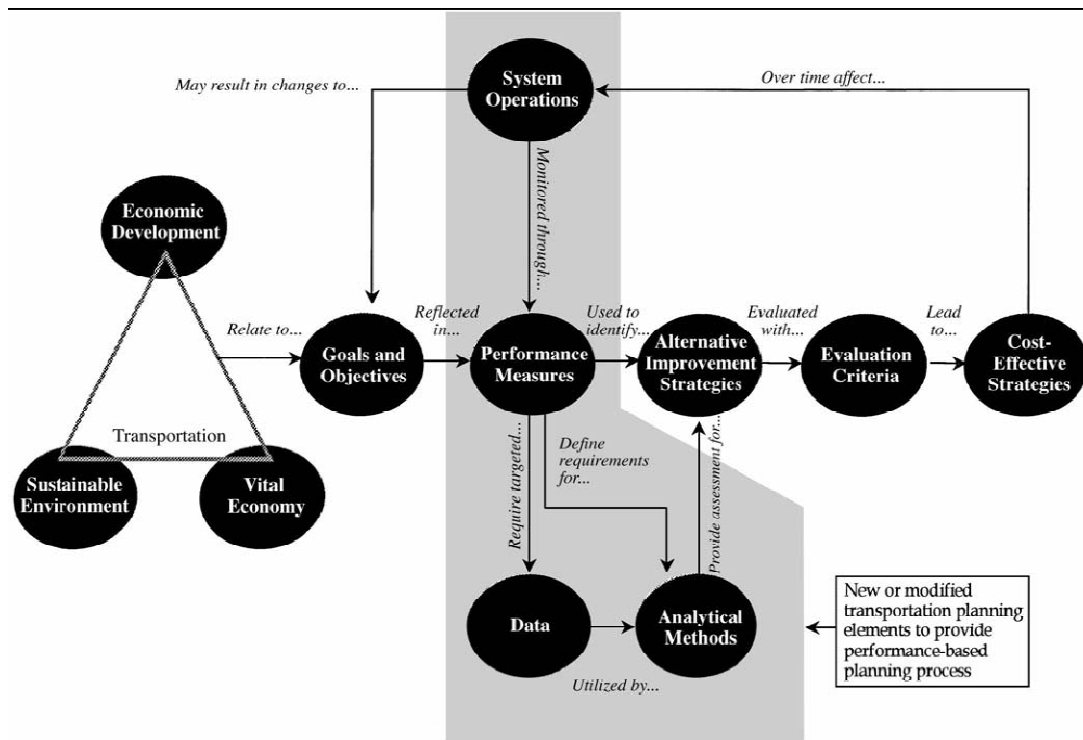 System
Operations
May result in changes to...
Over time affect...
Monitored through...
Economic
Development
Relate to...
Goals and
Objectives
Reflected
in...
Performance
Measures
Used to
identify...
Alternative
Improvement
Strategies
Evaluated
with...
Evaluation
Criteria
Lead
to...
Cost-
Effective
Strategies
Transportation
Sustainable
Environment
Vital
Economy
Require targeted...
Define
requirements
for...
Provide assessment for...
Data
Analytical
Methods
Utilized by...
New or modified
transportation planning
elements to provide
performance-based
planning process